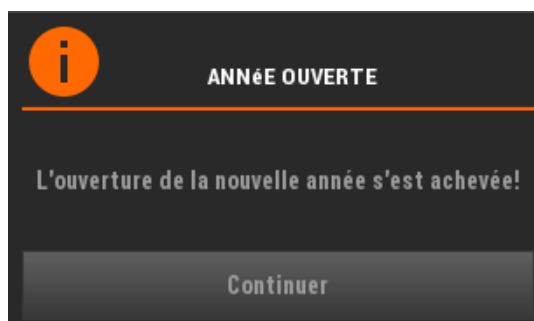 ANNéE OUVERTE
L'ouverture de la nouvelle année s'est achevée!
Continuer